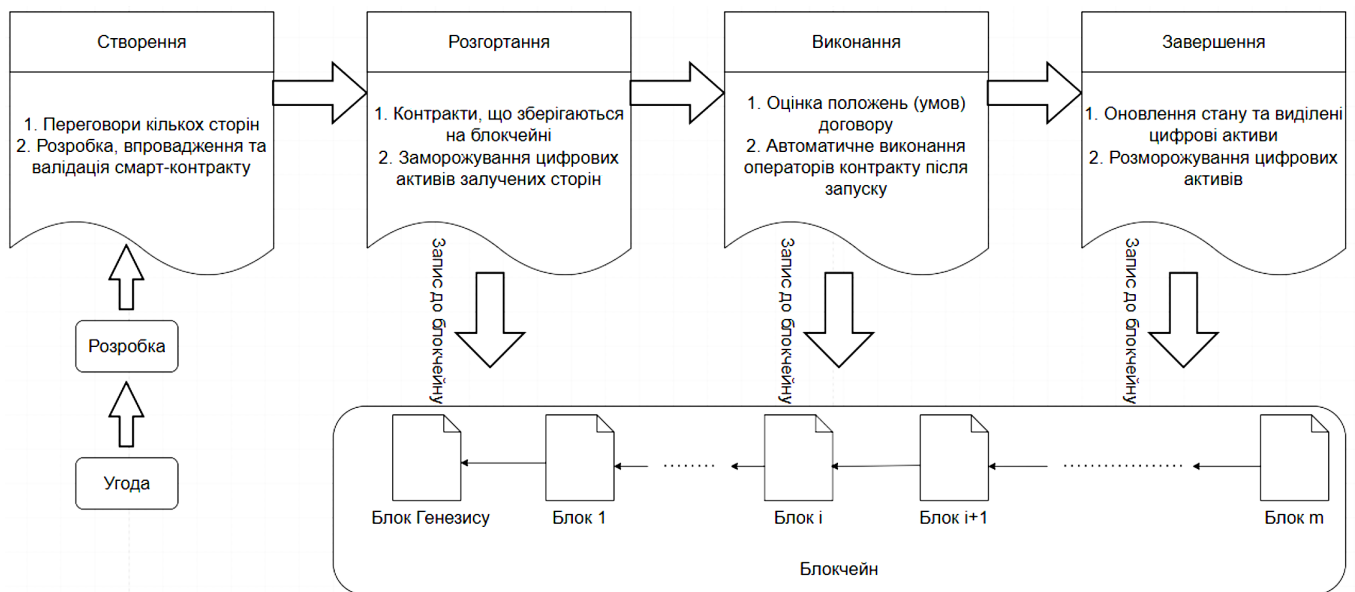 Створення
1. Переговори кількох сторін
2. Розробка, впровадження та
валідація смарт-контракту
Розгортання
1. Контракти, що зберігаються
на блокчейні
2. Заморожування цифрових
активів залучених сторін
Виконання
1. Оцінка положень (умов)
договору
2. Автоматичне виконання
операторів контракту після
запуску
Завершення
1. Оновлення стану та виділені
цифрові активи
2. Розморожування цифрових
активів
Запис до блокчейну
Запис до блокчейну
Запис до блокчейну
Розробка
Угода
Блок Генезису
Блок 1
Блок i
Блок i+1
Блок m
Блокчейн